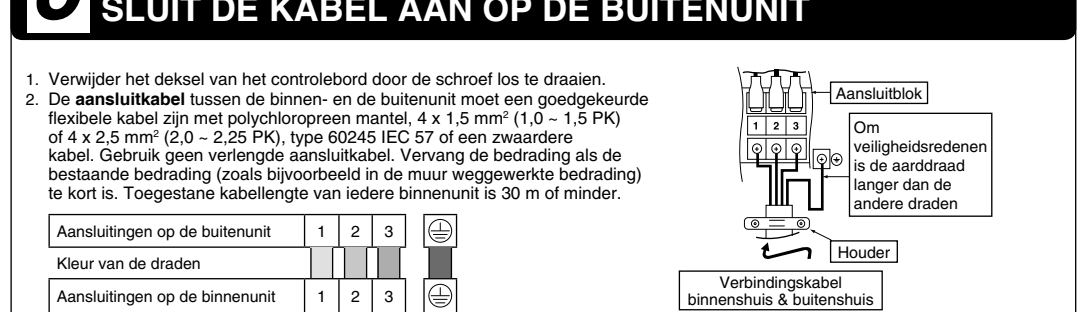 SLUIT DE KABEL AAN OP DE BUITENUNIT
1. Verwijder het deksel van het controlebord door de schroef los te draaien.
2. De aansluitkabel tussen de binnen- en de buitenunit moet een goedgekeurde
flexibele kabel zijn met polychloropreen mantel, 4 x 1,5 mm² (1,0 ~ 1,5 PK)
of 4 x 2,5 mm² (2,0 ~ 2,25 PK), type 60245 IEC 57 of een zwaardere
kabel. Gebruik geen verlengde aansluitkabel. Vervang de bedrading als de
bestaande bedrading (zoals bijvoorbeeld in de muur weggewerkte bedrading)
te kort is. Toegestane kabellengte van iedere binnenunit is 30 m of minder.
Aansluitingen op de buitenunit 1 2 3
Kleur van de draden
Aansluitingen op de binnenunit 1 2 3
Aansluitblok
1 2 3
Om
veiligheidsredenen
is de aarddraad
langer dan de
andere draden
Houder
Verbindingskabel
binnenshuis & buitenshuis